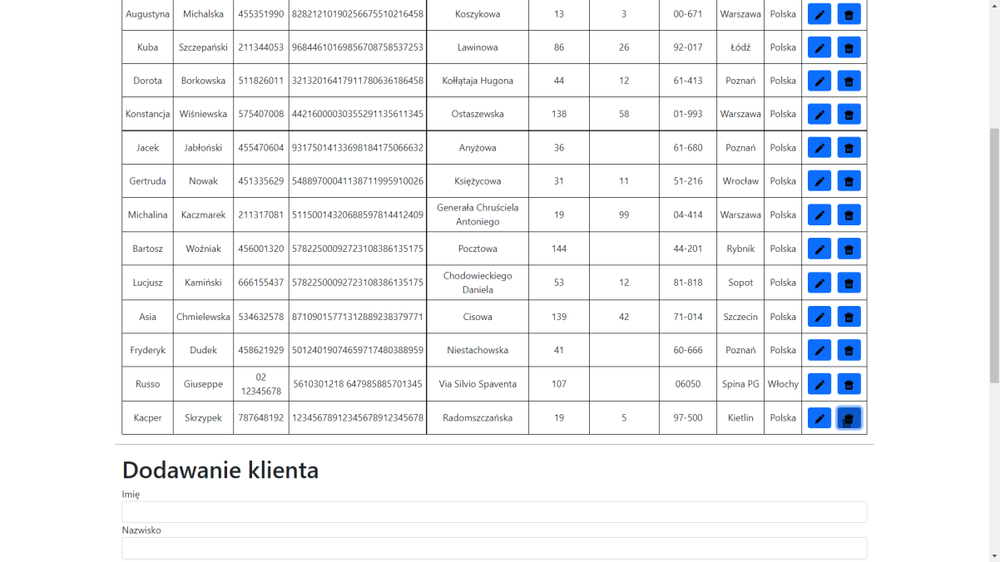 Augustyna Michalska 455351990 82821210190256675510216458 Koszykowa 13 3 00-671 Warszawa Polska
Kuba Szczepański 211344053 96844610169856708758537253 Lawinowa 86 26 92-017 Łódź Polska
Dorota Borkowska 511826011 32132016417911780636186458 Kołłątaja Hugona 44 12 61-413 Poznań Polska
Konstancja Wiśniewska 575407008 44216000030355291135611345 Ostaszewska 138 58 01-993 Warszawa Polska
Jacek Jabłoński 455470604 93175014133698184175066632 Anyżowa 36 61-680 Poznań Polska
Gertruda Nowak 451335629 54889700041138711995910026 Księżycowa 31 11 51-216 Wrocław Polska
Michalina Kaczmarek 211317081 51150014320688597814412409 Generała Chruściela
Antoniego 19 99 04-414 Warszawa Polska
Bartosz Woźniak 456001320 57822500092723108386135175 Pocztowa 144 44-201 Rybnik Polska
Lucjusz Kamiński 666155437 57822500092723108386135175 Chodowieckiego
Daniela 53 12 81-818 Sopot Polska
Asia Chmielewska 534632578 87109015771312889238379771 Cisowa 139 42 71-014 Szczecin Polska
Fryderyk Dudek 458621929 50124019074659717480388959 Niestachowska 41 60-666 Poznań Polska
Russo Giuseppe 02
12345678 5610301218 647985885701345 Via Silvio Spaventa 107 06050 Spina PG Włochy
Kacper Skrzypek 787648192 12345678912345678912345678 Radomszczańska 19 5 97-500 Kietlin Polska
Dodawanie klienta
Imię
Nazwisko